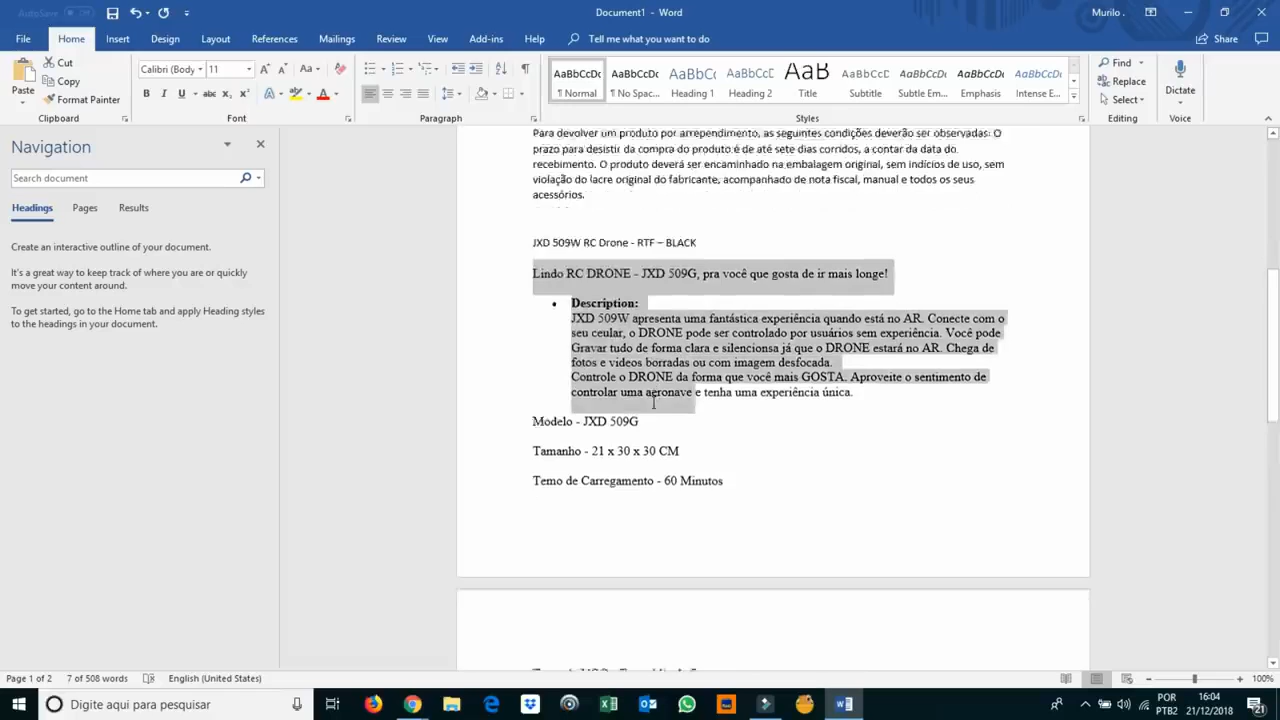 AutoSave
Document1 - Word
Murilo .
File Home Insert Design Layout References Mailings Review View Add-ins Help Tell me what you want to do Share
Paste
Cut
Copy
Format Painter
Clipboard
Calibri (Body 11
Font
Paragraph
AaBbCcDc AaBbCcDc AaBbCc AaBbCcD AaB AaBbCcD AaBbCcDc AaBbCcDc AaBbCcDc
¶ Normal ¶ No Spac... Heading 1 Heading 2 Title Subtitle Subtle Em... Emphasis Intense E...
Styles
Find
Replace
Select
Editing
Dictate
Voice
Navigation
Search document
Headings Pages Results
Create an interactive outline of your document.
It's a great way to keep track of where you are or quickly
move your content around.
To get started, go to the Home tab and apply Heading styles
to the headings in your document.
Para devolver um produto por arrependimento, as seguintes condições deverão ser observadas: O
prazo para desistir da compra do produto é de até sete dias corridos, a contar da data do
recebimento. O produto deverá ser encaminhado na embalagem original, sem indícios de uso, sem
violação do lacre original do fabricante, acompanhado de nota fiscal, manual e todos os seus
acessórios.
JXD 509W RC Drone - RTF – BLACK
Lindo RC DRONE - JXD 509G, pra você que gosta de ir mais longe!
• Description:
JXD 509W apresenta uma fantástica experiência quando está no AR. Conecte com o
seu ceular, o DRONE pode ser controlado por usuários sem experiência. Você pode
Gravar tudo de forma clara e silencionsa já que o DRONE estará no AR. Chega de
fotos e vídeos borradas ou com imagem desfocada.
Controle o DRONE da forma que você mais GOSTA. Aproveite o sentimento de
controlar uma aeronave e tenha uma experiência única.
Modelo - JXD 509G
Tamanho - 21 x 30 x 30 CM
Temo de Carregamento - 60 Minutos
Page 1 of 2 7 of 508 words English (United States) 100%
Digite aqui para pesquisar
POR
PTB2
16:04
21/12/2018
21